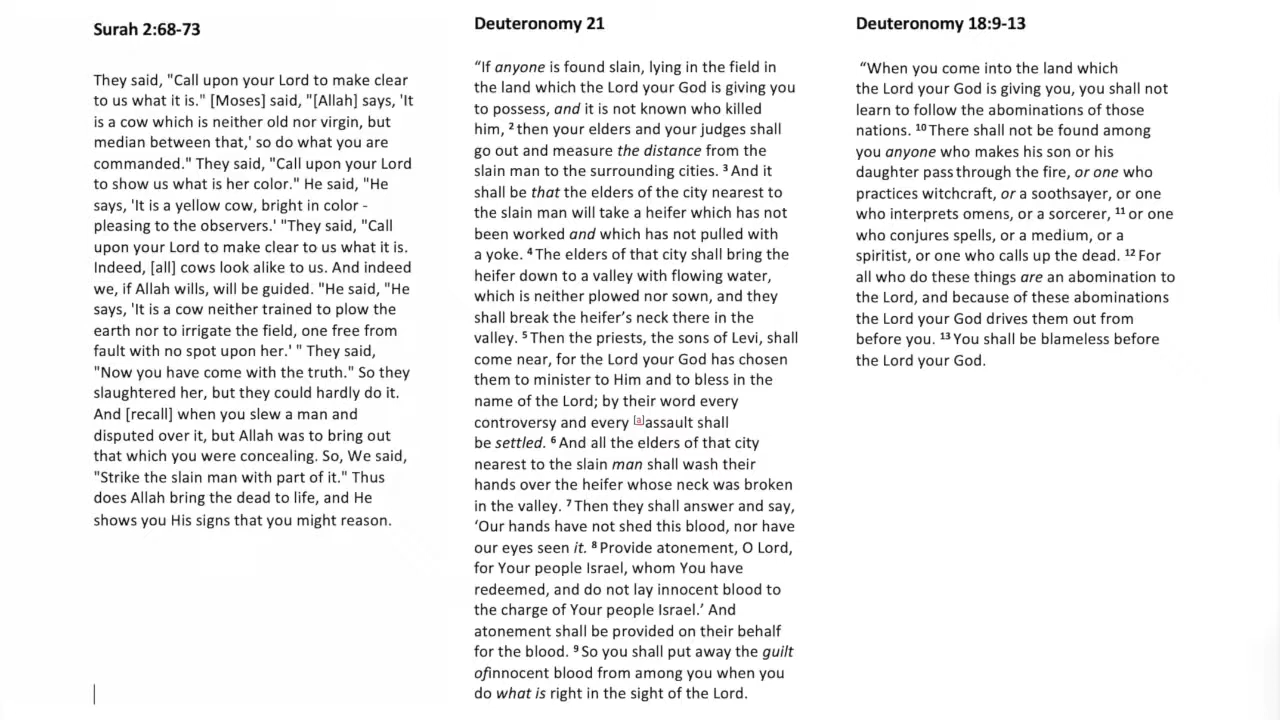 Surah 2:68-73
They said, "Call upon your Lord to make clear
to us what it is." [Moses] said, "[Allah] says, 'It
is a cow which is neither old nor virgin, but
median between that,' so do what you are
commanded." They said, "Call upon your Lord
to show us what is her color." He said, "He
says, 'It is a yellow cow, bright in color -
pleasing to the observers.' "They said, "Call
upon your Lord to make clear to us what it is.
Indeed, [all] cows look alike to us. And indeed
we, if Allah wills, will be guided. "He said, "He
says, 'It is a cow neither trained to plow the
earth nor to irrigate the field, one free from
fault with no spot upon her.' " They said,
"Now you have come with the truth." So they
slaughtered her, but they could hardly do it.
And [recall] when you slew a man and
disputed over it, but Allah was to bring out
that which you were concealing. So, We said,
"Strike the slain man with part of it." Thus
does Allah bring the dead to life, and He
shows you His signs that you might reason.
Deuteronomy 21
“If anyone is found slain, lying in the field in
the land which the Lord your God is giving you
to possess, and it is not known who killed
him, 2 then your elders and your judges shall
go out and measure the distance from the
slain man to the surrounding cities. 3 And it
shall be that the elders of the city nearest to
the slain man will take a heifer which has not
been worked and which has not pulled with
a yoke. 4 The elders of that city shall bring the
heifer down to a valley with flowing water,
which is neither plowed nor sown, and they
shall break the heifer’s neck there in the
valley. 5 Then the priests, the sons of Levi, shall
come near, for the Lord your God has chosen
them to minister to Him and to bless in the
name of the Lord; by their word every
controversy and every [a]assault shall
be settled. 6 And all the elders of that city
nearest to the slain man shall wash their
hands over the heifer whose neck was broken
in the valley. 7 Then they shall answer and say,
‘Our hands have not shed this blood, nor have
our eyes seen it. 8 Provide atonement, O Lord,
for Your people Israel, whom You have
redeemed, and do not lay innocent blood to
the charge of Your people Israel.’ And
atonement shall be provided on their behalf
for the blood. 9 So you shall put away the guilt
ofinnocent blood from among you when you
do what is right in the sight of the Lord.
Deuteronomy 18:9-13
“When you come into the land which
the Lord your God is giving you, you shall not
learn to follow the abominations of those
nations. 10 There shall not be found among
you anyone who makes his son or his
daughter pass through the fire, or one who
practices witchcraft, or a soothsayer, or one
who interprets omens, or a sorcerer, 11 or one
who conjures spells, or a medium, or a
spiritist, or one who calls up the dead. 12 For
all who do these things are an abomination to
the Lord, and because of these abominations
the Lord your God drives them out from
before you. 13 You shall be blameless before
the Lord your God.